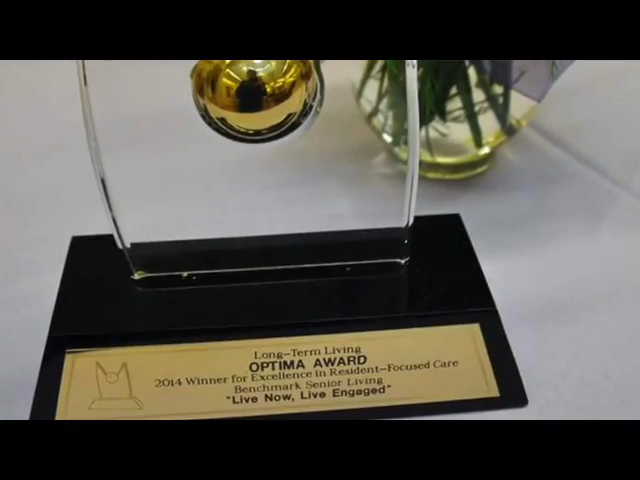 Long-Term Living
OPTIMA AWARD
2014 Winner for Excellence in Resident-Focused Care
Benchmark Senior Living
"Live Now, Live Engaged"